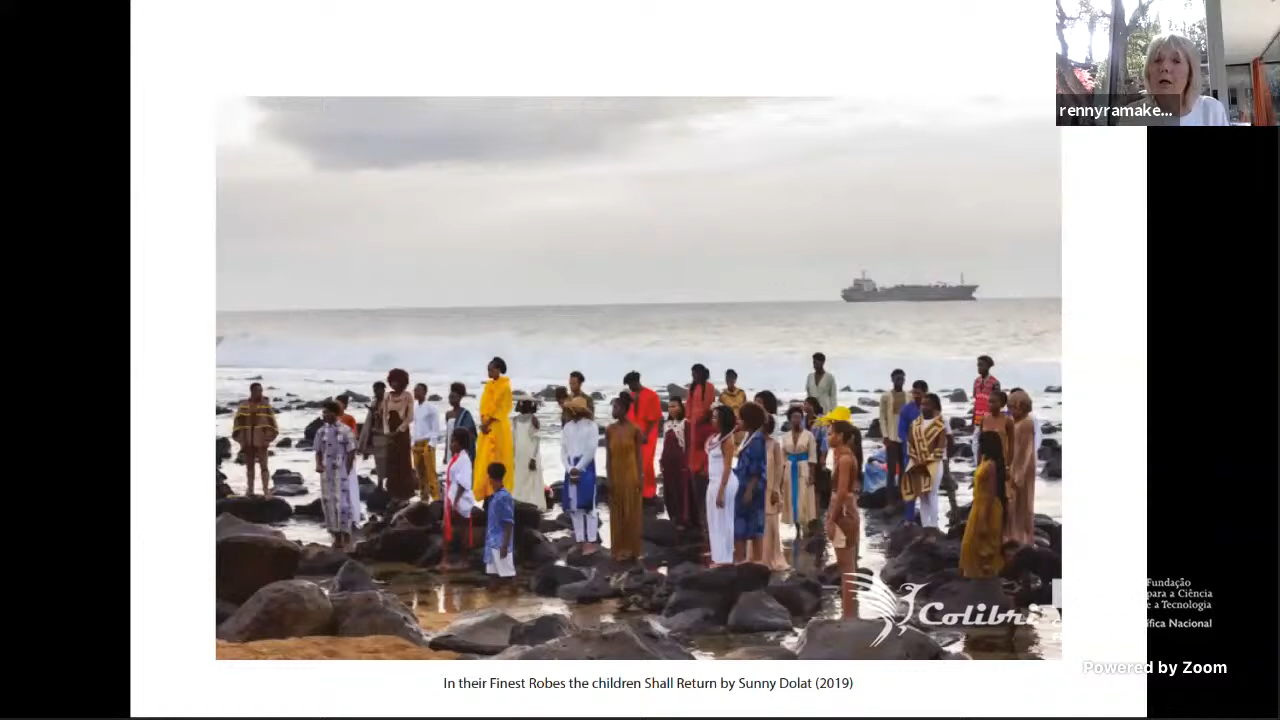 rennyramake...
Fundação
para a Ciência
e a Tecnologia
ífica Nacional
Colibri
Powered by Zoom
In their Finest Robes the children Shall Return by Sunny Dolat (2019)